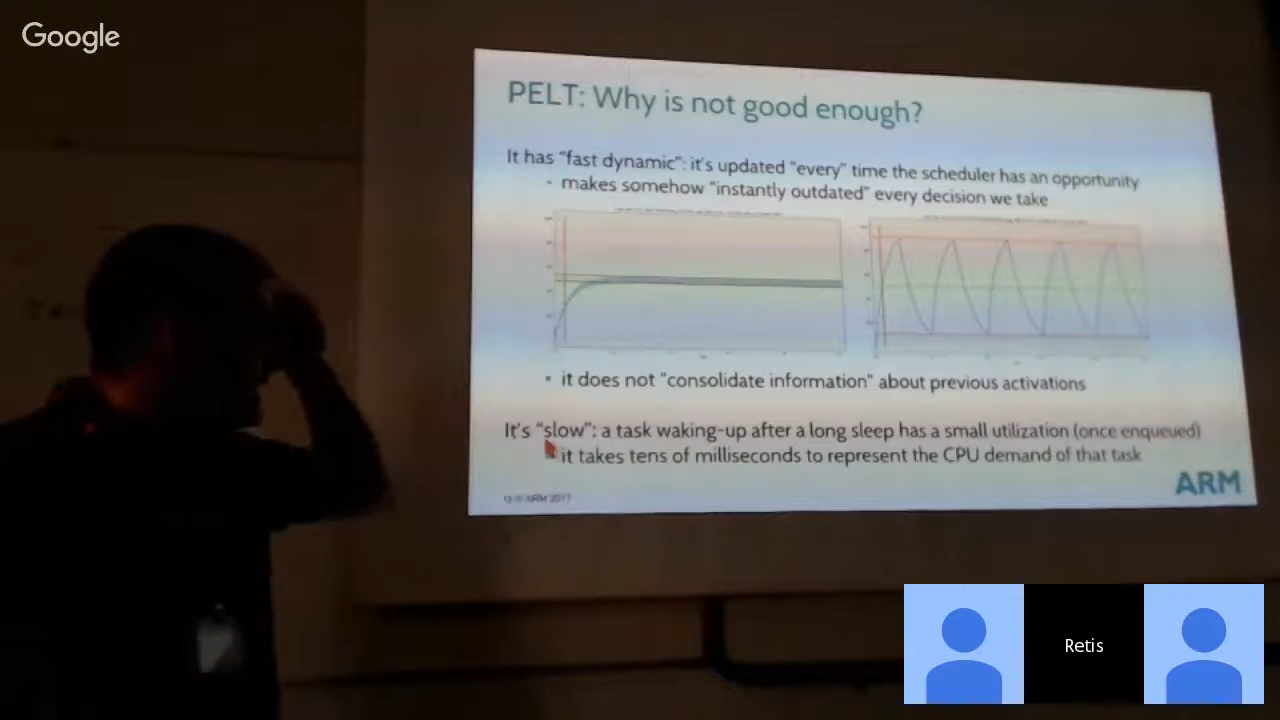 Google
PELT: Why is not good enough?
It has "fast dynamic": it's updated "every" time the scheduler has an opportunity
- makes somehow "instantly outdated" every decision we take
- it does not "consolidate information" about previous activations
It's "slow": a task waking-up after a long sleep has a small utilization (once enqueued)
it takes tens of milliseconds to represent the CPU demand of that task
© ARM 2017
ARM
Retis